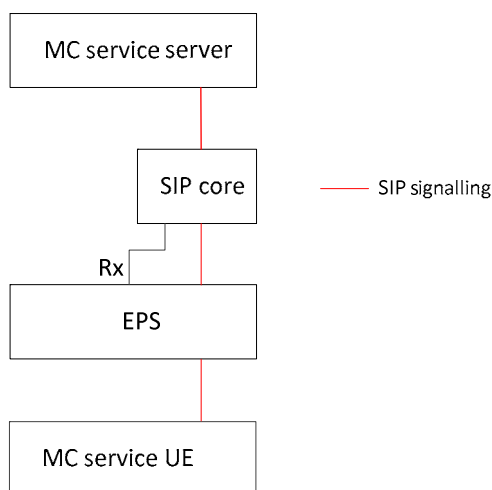 MC service server
SIP core
SIP signalling
Rx
EPS
MC service UE